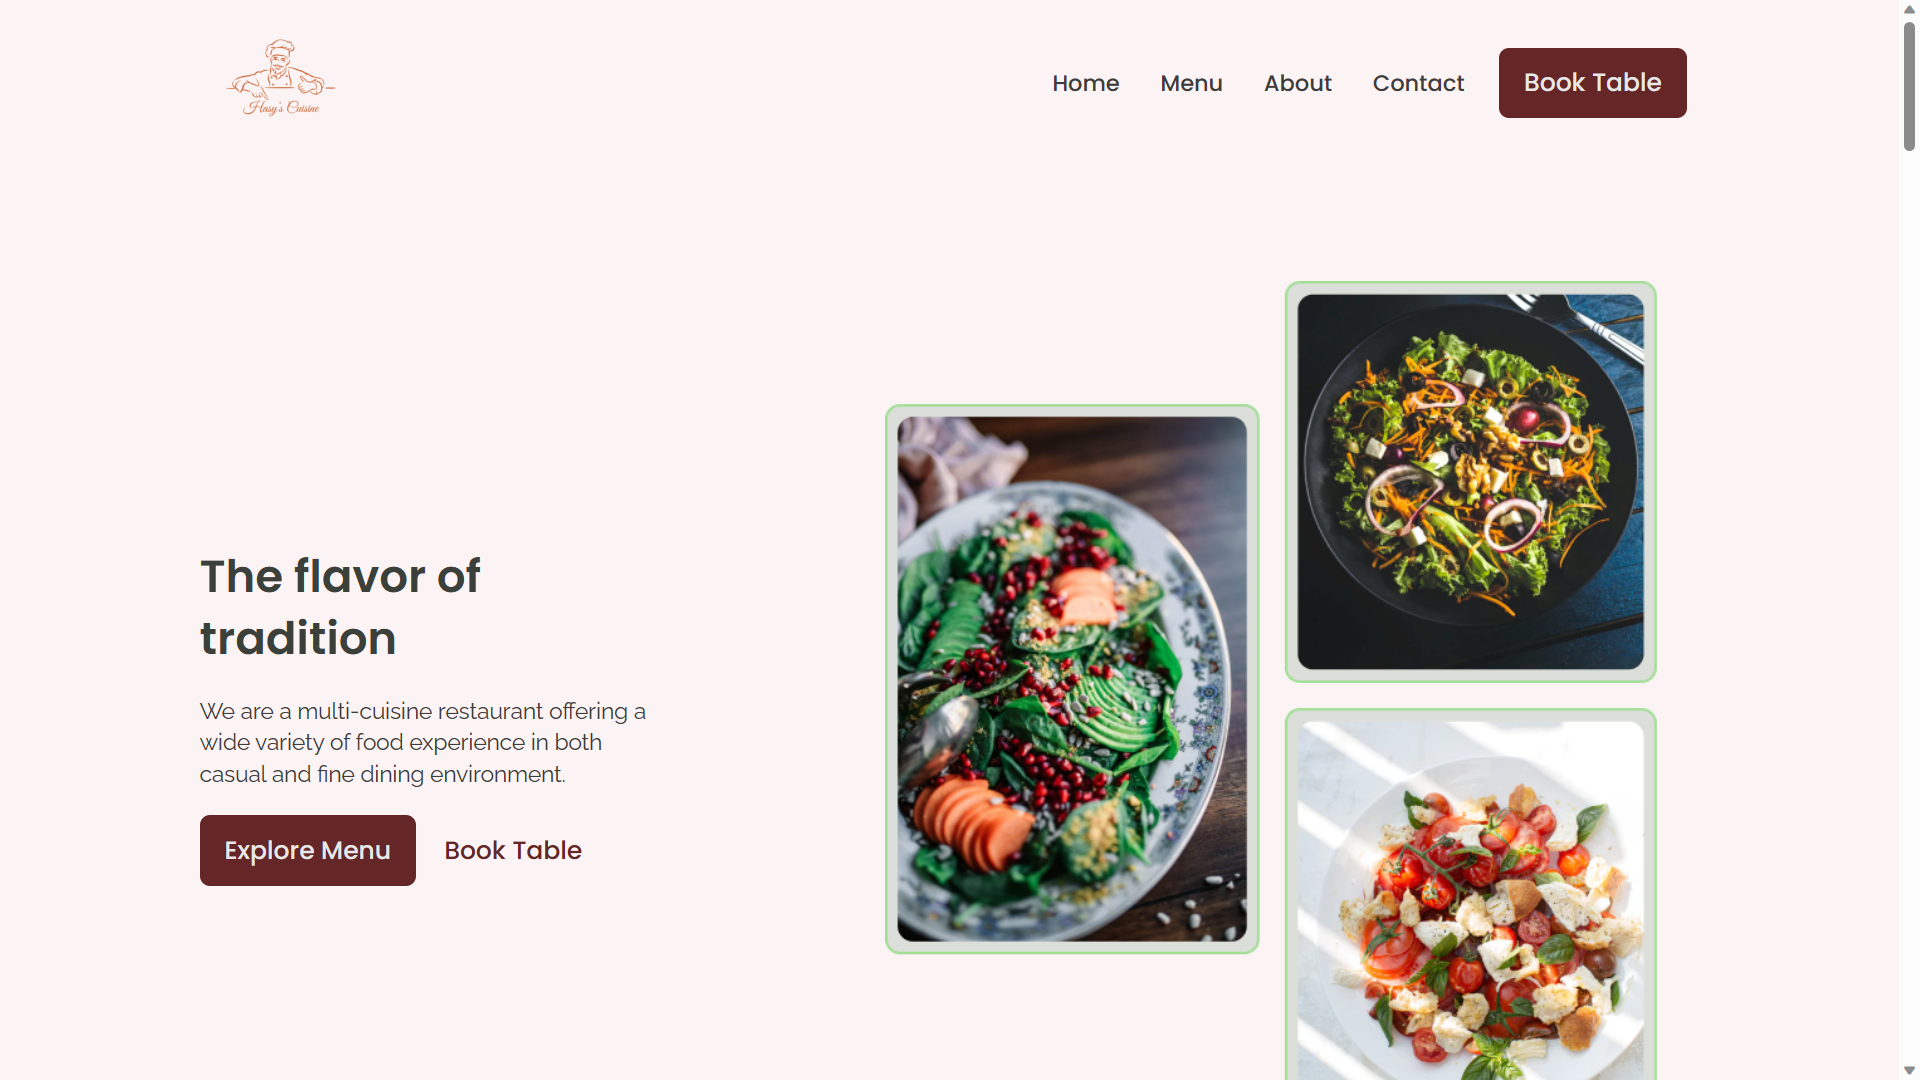 Hasy's Cuisine
Home
Menu
About
Contact
Book Table
The flavor of
tradition
We are a multi-cuisine restaurant offering a
wide variety of food experience in both
casual and fine dining environment.
Explore Menu
Book Table